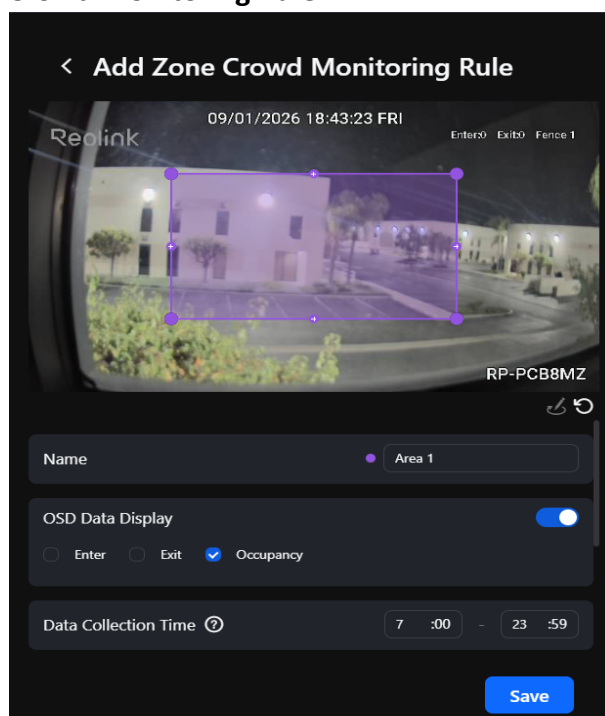 < Add Zone Crowd Monitoring Rule
09/01/2026 18:43:23 FRI
Reolink
Enter:0 Exit:0 Fence 1
RP-PCB8MZ
Name
Area 1
OSD Data Display
Enter Exit Occupancy
Data Collection Time ?
7 :00 - 23 :59
Save